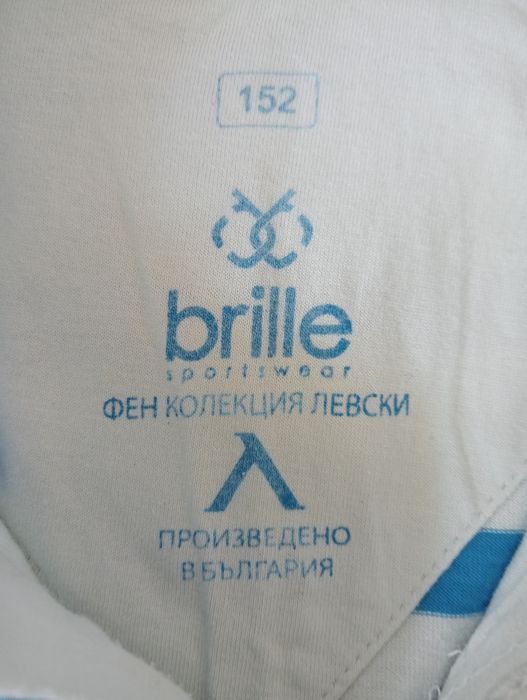 152
brille
sportswear
ФЕН КОЛЕКЦИЯ ЛЕВСКИ
ПРОИЗВЕДЕНО
В БЪЛГАРИЯ